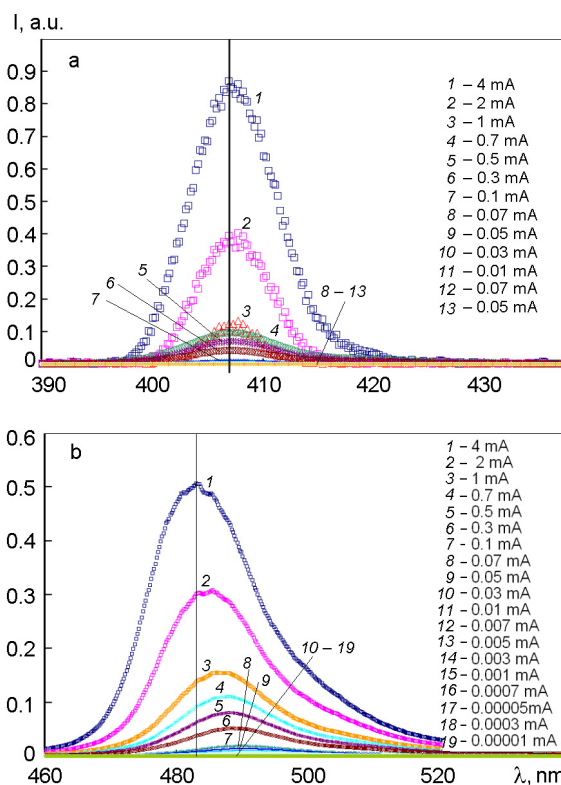 I, a.u.
a
0.9
0.8
0.7
0.6
0.5
0.4
0.3
0.2
0.1
0
390 400 410 420 430
1
2
3
4
5
6
7
8 – 13
1 – 4 mA
2 – 2 mA
3 – 1 mA
4 – 0.7 mA
5 – 0.5 mA
6 – 0.3 mA
7 – 0.1 mA
8 – 0.07 mA
9 – 0.05 mA
10 – 0.03 mA
11 – 0.01 mA
12 – 0.07 mA
13 – 0.05 mA
b
0.6
0.5
0.4
0.3
0.2
0.1
0
460 480 500 520 λ, nm
1
2
3
4
5
6
7
8
9
10 – 19
1 – 4 mA
2 – 2 mA
3 – 1 mA
4 – 0.7 mA
5 – 0.5 mA
6 – 0.3 mA
7 – 0.1 mA
8 – 0.07 mA
9 – 0.05 mA
10 – 0.03 mA
11 – 0.01 mA
12 – 0.007 mA
13 – 0.005 mA
14 – 0.003 mA
15 – 0.001 mA
16 – 0.0007 mA
17 – 0.00005mA
18 – 0.0003 mA
19 – 0.00001 mA